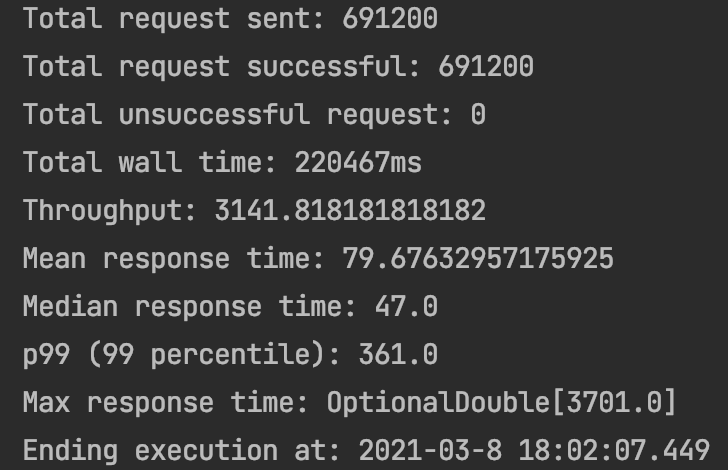 Total request sent: 691200
Total request successful: 691200
Total unsuccessful request: 0
Total wall time: 220467ms
Throughput: 3141.818181818182
Mean response time: 79.67632957175925
Median response time: 47.0
p99 (99 percentile): 361.0
Max response time: OptionalDouble[3701.0]
Ending execution at: 2021-03-8 18:02:07.449